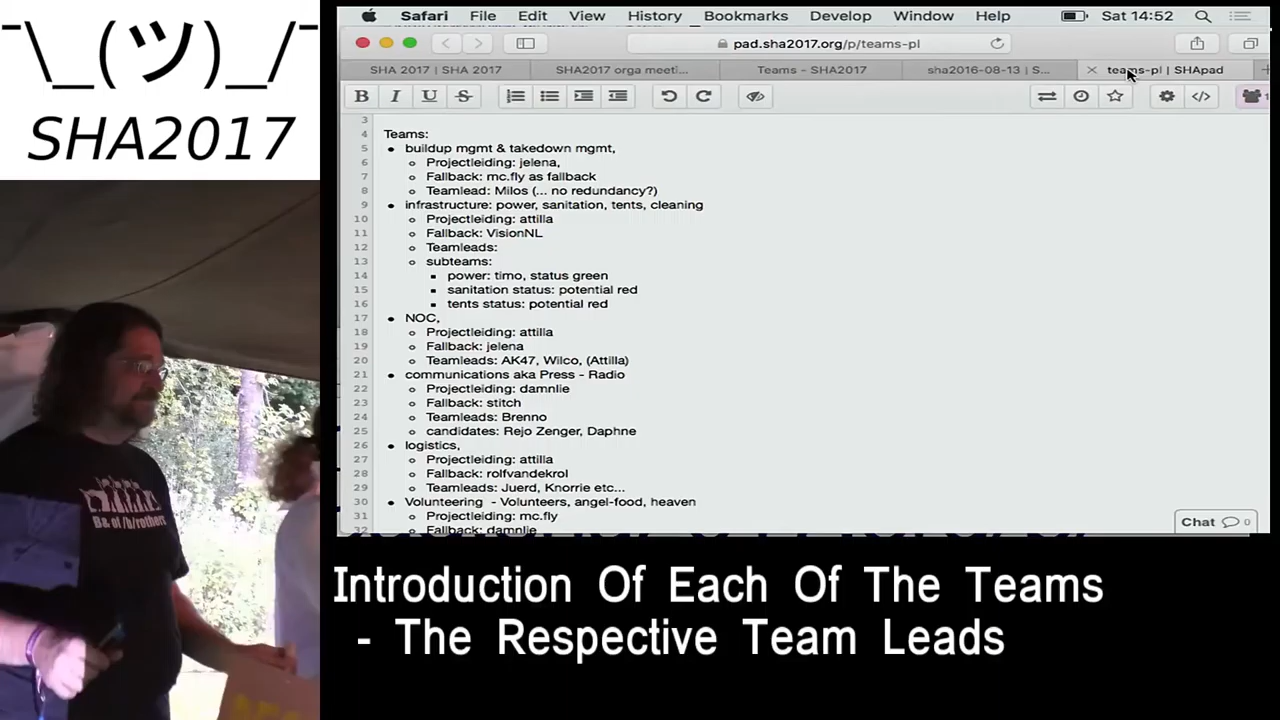 ¯\_(ツ)_/¯
SHA2017
Safari File Edit View History Bookmarks Develop Window Help Sat 14:52
pad.sha2017.org/p/teams-pl
SHA 2017 | SHA 2017
SHA2017 orga meeti...
Teams - SHA2017
sha2016-08-13 | S...
teams-pl | SHApad
B I U S
3
4 Teams:
5 • buildup mgmt & takedown mgmt,
6 ○ Projectleiding: jelena,
7 ○ Fallback: mc.fly as fallback
8 ○ Teamlead: Milos (... no redundancy?)
9 • infrastructure: power, sanitation, tents, cleaning
10 ○ Projectleiding: attilla
11 ○ Fallback: VisionNL
12 ○ Teamleads:
13 ○ subteams:
14 ▪ power: timo, status green
15 ▪ sanitation status: potential red
16 ▪ tents status: potential red
17 • NOC,
18 ○ Projectleiding: attilla
19 ○ Fallback: jelena
20 ○ Teamleads: AK47, Wilco, (Attilla)
21 • communications aka Press - Radio
22 ○ Projectleiding: damnlie
23 ○ Fallback: stitch
24 ○ Teamleads: Brenno
25 ○ candidates: Rejo Zenger, Daphne
26 • logistics,
27 ○ Projectleiding: attilla
28 ○ Fallback: rolfvandekrol
29 ○ Teamleads: Juerd, Knorrie etc...
30 • Volunteering - Volunteers, angel-food, heaven
31 ○ Projectleiding: mc.fly
32 ○ Fallback: damnlie
Chat 0
B& of /b/rothers
Introduction Of Each Of The Teams
- The Respective Team Leads